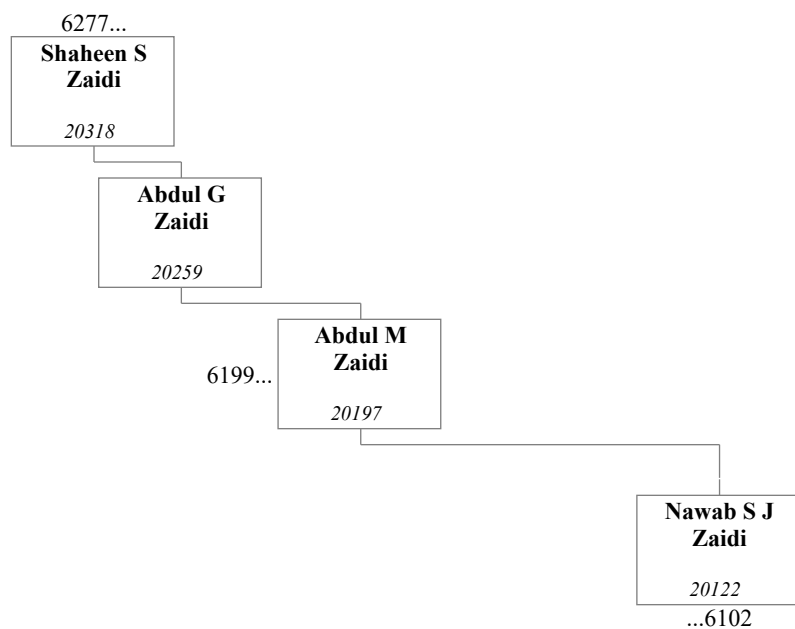 6277...
Shaheen S
Zaidi
20318
Abdul G
Zaidi
20259
Abdul M
Zaidi
6199...
20197
Nawab S J
Zaidi
20122
...6102